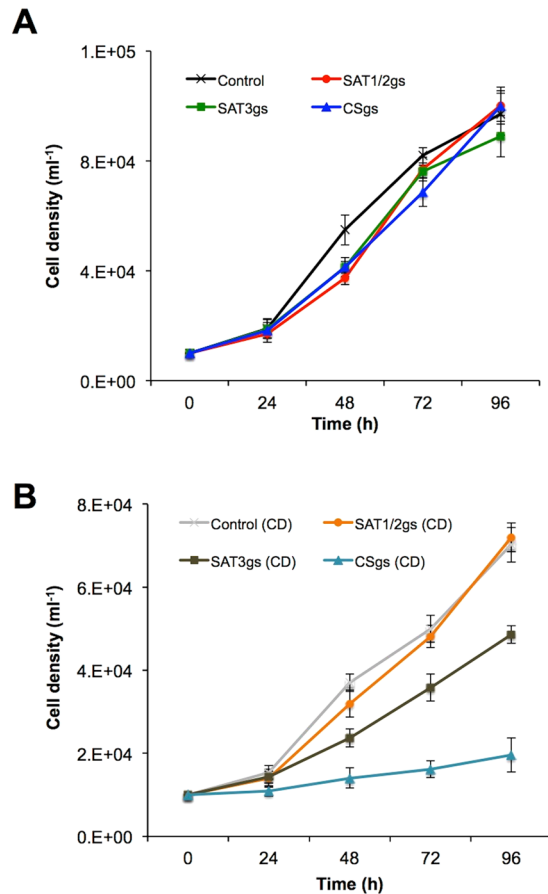 A
1.E+05
Control
SAT1/2gs
SAT3gs
CSgs
8.E+04
4.E+04
0.E+00
Cell density (ml-1)
0 24 48 72 96
Time (h)
B
8.E+04
Control (CD)
SAT1/2gs (CD)
SAT3gs (CD)
CSgs (CD)
6.E+04
4.E+04
2.E+04
0.E+00
Cell density (ml-1)
0 24 48 72 96
Time (h)